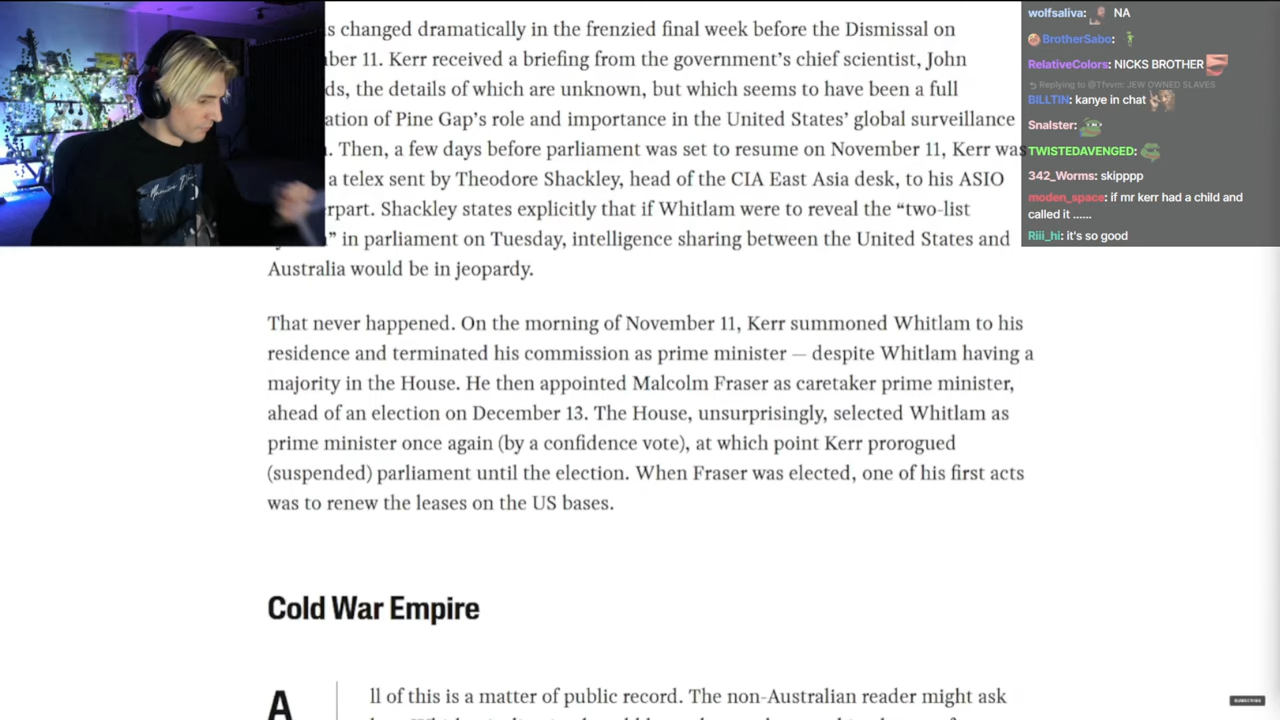 s changed dramatically in the frenzied final week before the Dismissal on
ber 11. Kerr received a briefing from the government's chief scientist, John
ds, the details of which are unknown, but which seems to have been a full
ation of Pine Gap's role and importance in the United States' global surveillance
. Then, a few days before parliament was set to resume on November 11, Kerr was
a telex sent by Theodore Shackley, head of the CIA East Asia desk, to his ASIO
rpart. Shackley states explicitly that if Whitlam were to reveal the “two-list
” in parliament on Tuesday, intelligence sharing between the United States and
Australia would be in jeopardy.
That never happened. On the morning of November 11, Kerr summoned Whitlam to his
residence and terminated his commission as prime minister — despite Whitlam having a
majority in the House. He then appointed Malcolm Fraser as caretaker prime minister,
ahead of an election on December 13. The House, unsurprisingly, selected Whitlam as
prime minister once again (by a confidence vote), at which point Kerr prorogued
(suspended) parliament until the election. When Fraser was elected, one of his first acts
was to renew the leases on the US bases.
Cold War Empire
All of this is a matter of public record. The non-Australian reader might ask
wolfsaliva: NA
BrotherSabo:
RelativeColors: NICKS BROTHER
Replying to @Tfvvm: JEW OWNED SLAVES
BILLTIN: kanye in chat
Snalster:
TWISTEDAVENGED:
342_Worms: skipppp
moden_space: if mr kerr had a child and
called it ......
Riii_hi: it's so good